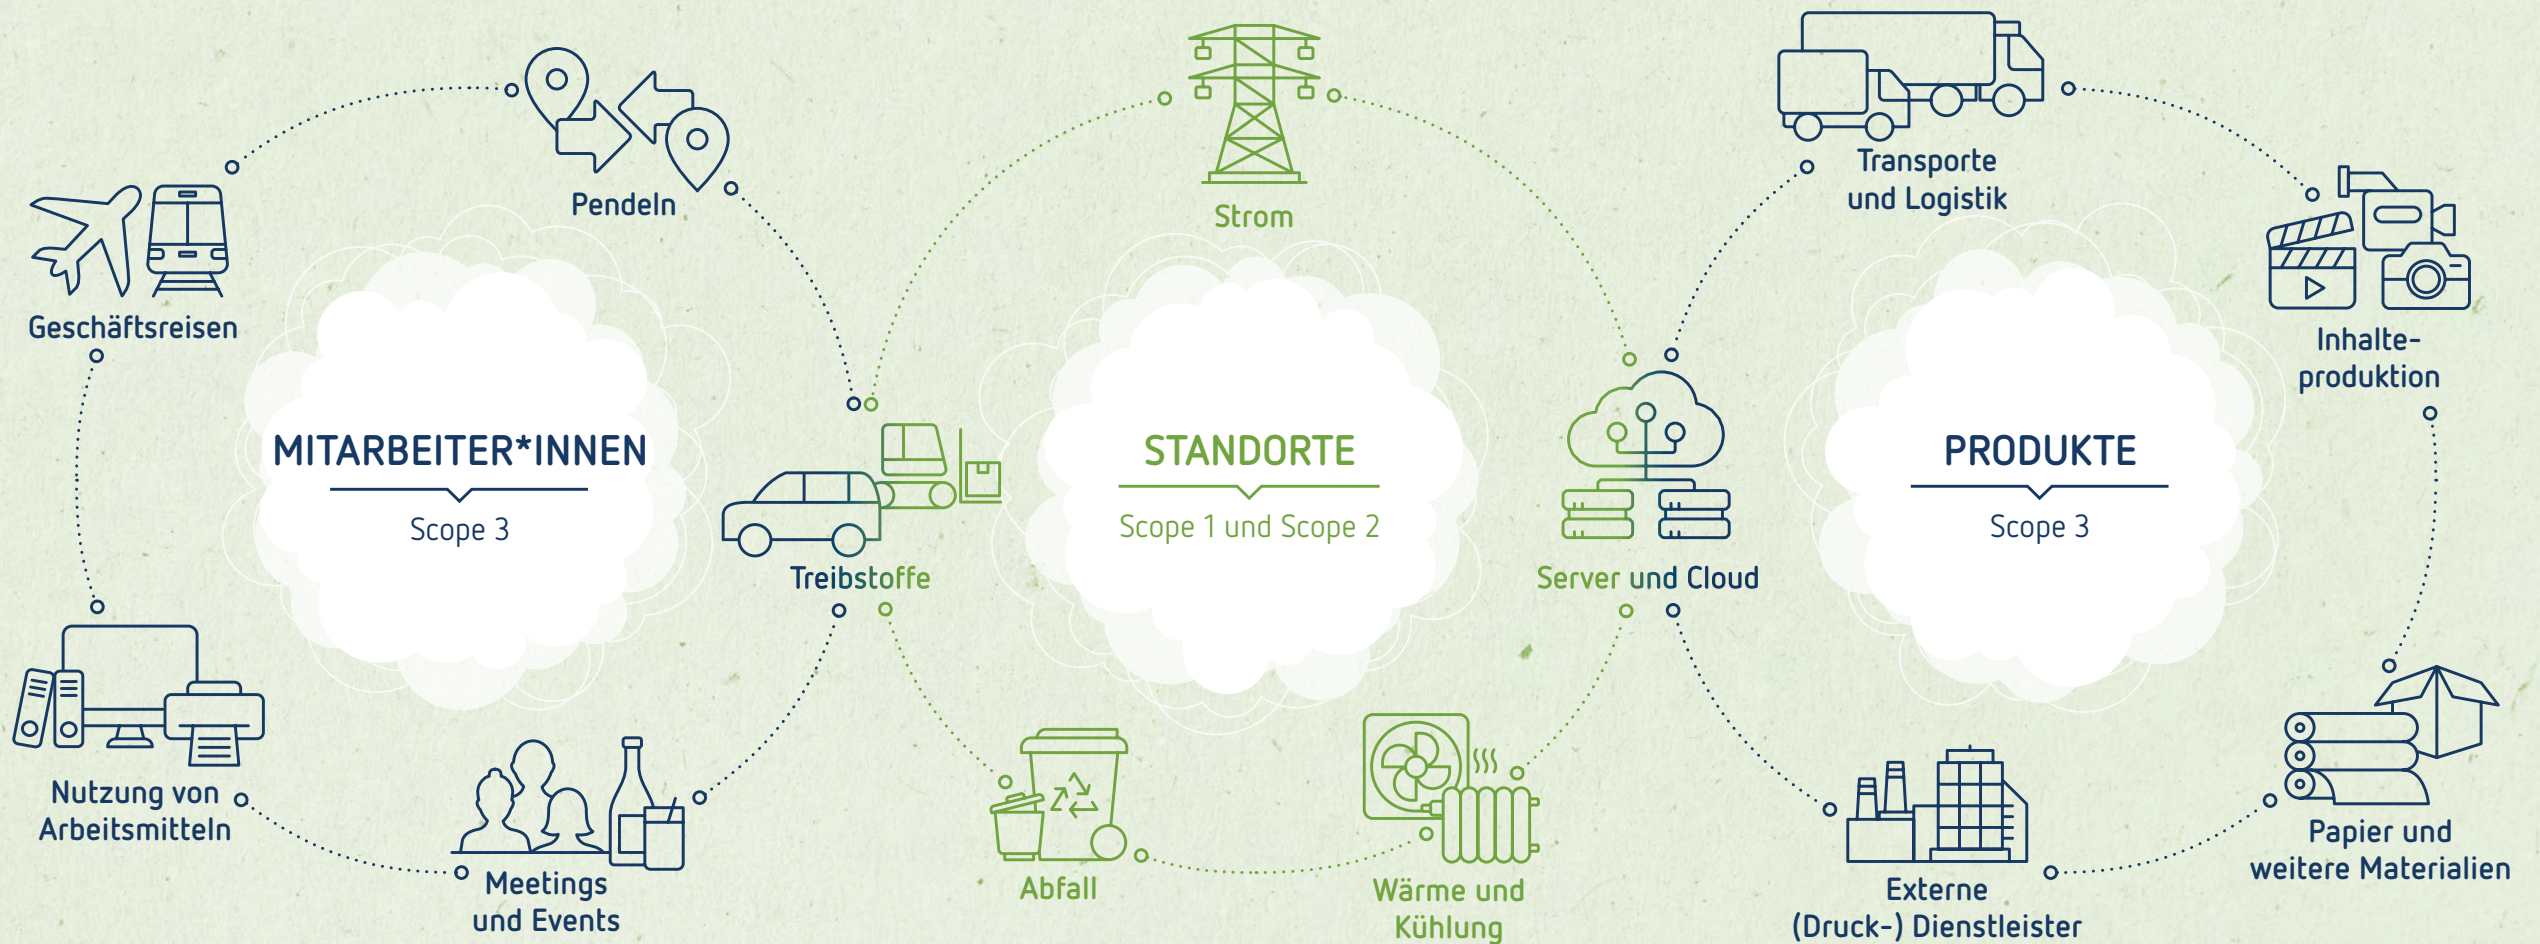 Pendeln
Geschäftsreisen
MITARBEITER*INNEN
Scope 3
Treibstoffe
Nutzung von
Arbeitsmitteln
Meetings
und Events
Strom
STANDORTE
Scope 1 und Scope 2
Server und Cloud
Abfall
Wärme und
Kühlung
Transporte
und Logistik
Inhalte-
produktion
PRODUKTE
Scope 3
Papier und
weitere Materialien
Externe
(Druck-) Dienstleister